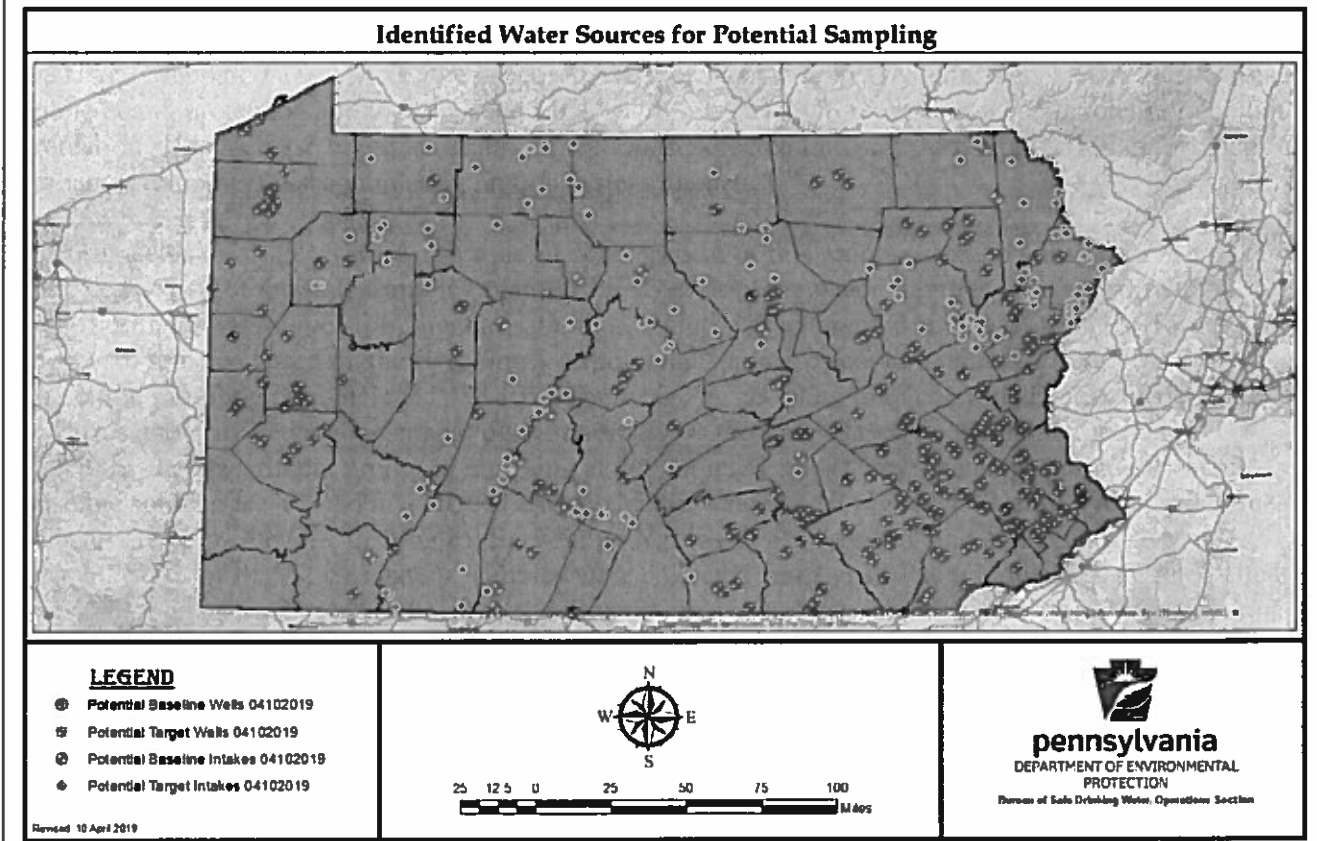 Identified Water Sources for Potential Sampling
LEGEND
Potential Baseline Wells 04102019
Potential Target Wells 04102019
Potential Baseline Intakes 04102019
Potential Target Intakes 04102019
Revised 10 April 2019
N
W E
S
25 12 5 0 25 50 75 100
Miles
pennsylvania
DEPARTMENT OF ENVIRONMENTAL
PROTECTION
Bureau of Safe Drinking Water, Operations Section